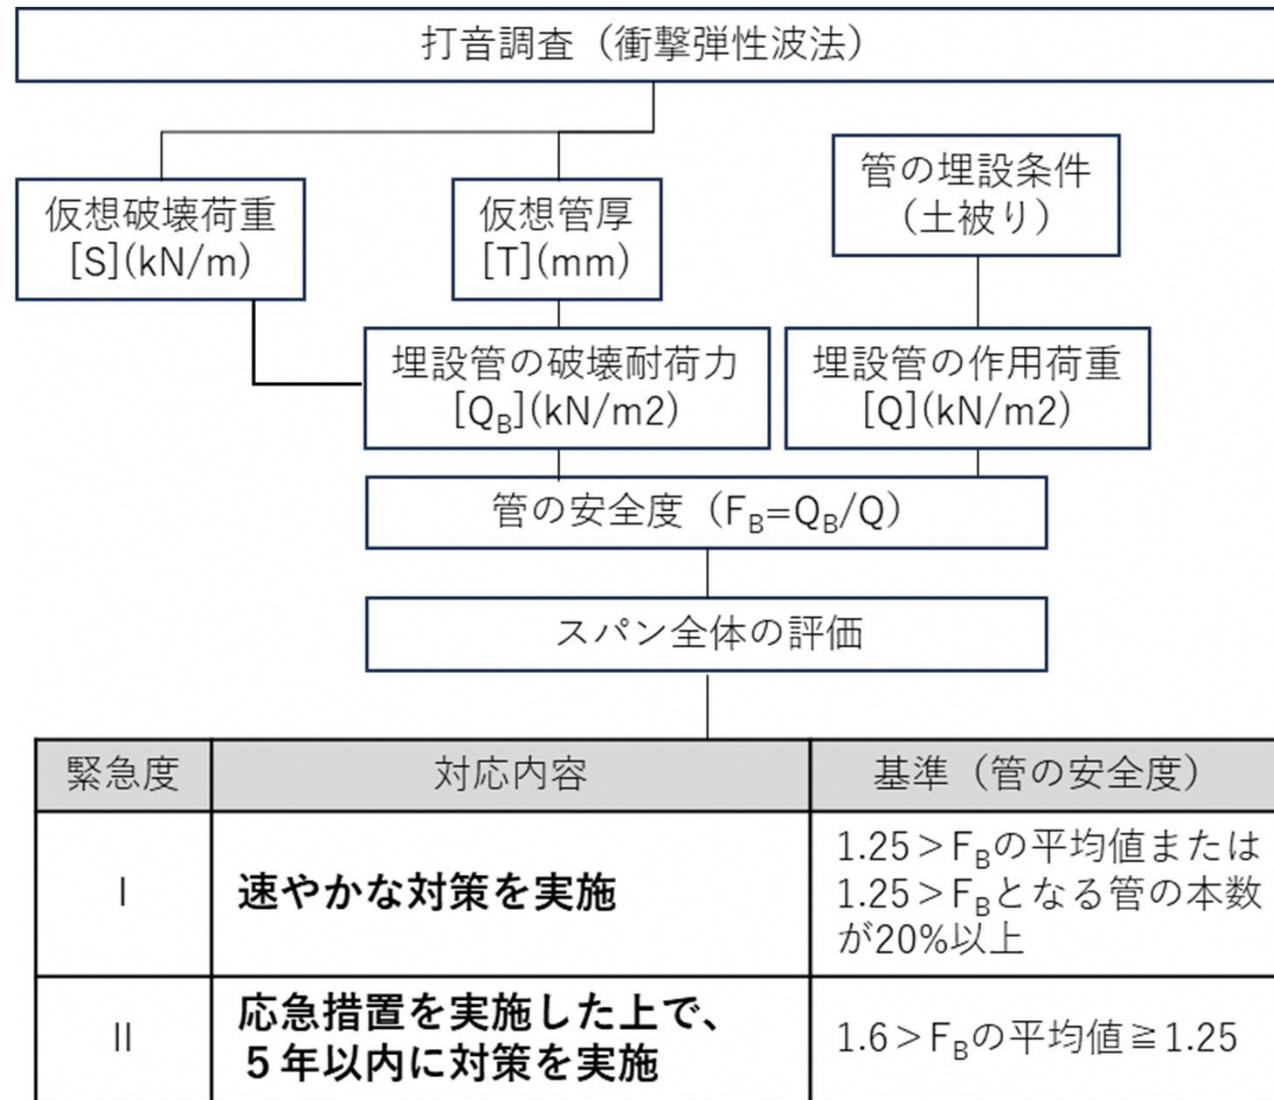 打音調査（衝撃弾性波法）
仮想破壊荷重
[S](kN/m)
仮想管厚
[T](mm)
管の埋設条件
（土被り）
埋設管の破壊耐荷力
[QB](kN/m2)
埋設管の作用荷重
[Q](kN/m2)
管の安全度（FB=QB/Q）
スパン全体の評価
緊急度
対応内容
基準（管の安全度）
I
速やかな対策を実施
1.25＞FBの平均値または
1.25＞FBとなる管の本数
が20%以上
II
応急措置を実施した上で、
５年以内に対策を実施
1.6＞FBの平均値≧1.25